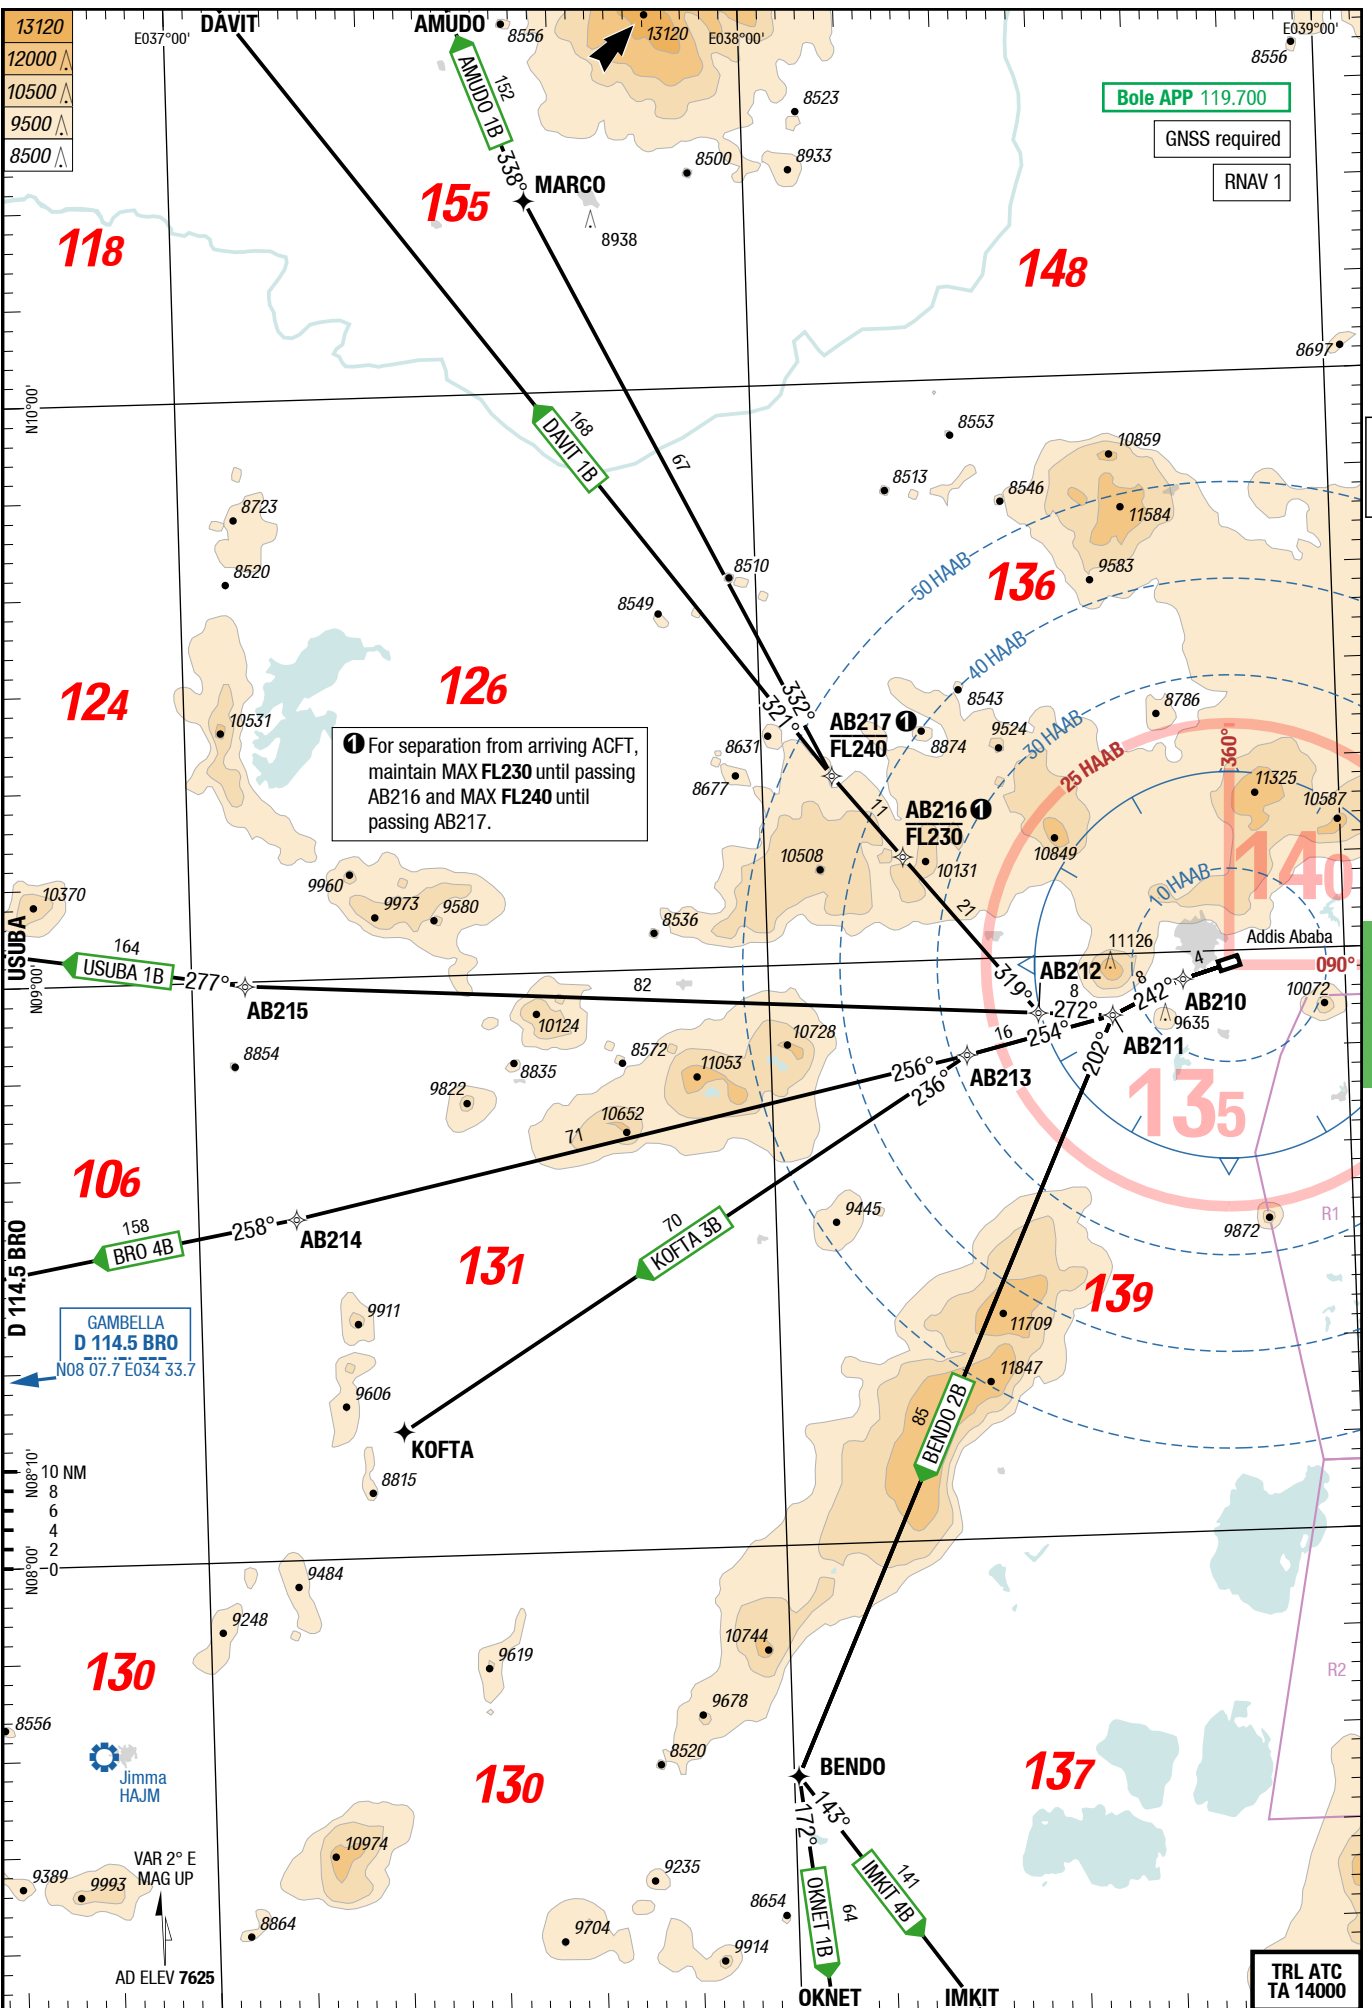 13120
12000
10500
9500
8500
DAVIT
E037°00'
AMUDO
8556
13120
E038°00'
E039°00'
8556
152
AMUDO 1B
338°
MARCO
8938
8523
8500
8933
Bole APP 119.700
GNSS required
RNAV 1
118
155
148
8697
N10°00'
168
DAVIT 1B
67
8553
8513
8546
10859
11584
9583
8723
8520
8510
8549
50 HAAB
136
40 HAAB
124
126
10531
332°
321°
AB217 1
FL240
8543
8874
9524
8786
30 HAAB
25 HAAB
360°
8631
8677
1 For separation from arriving ACFT,
maintain MAX FL230 until passing
AB216 and MAX FL240 until
passing AB217.
11
AB216 1
FL230
11325
10587
10508
10131
10849
140
10 HAAB
10370
9960
9973
9580
8536
21
USUBA
164
USUBA 1B
277°
AB215
N09°00'
82
319°
AB212
11126
Addis Ababa
4
090°
8
272°
8
242°
AB210
10072
9635
AB211
10124
10728
16
254°
202°
8854
8835
8572
11053
256°
236°
AB213
9822
10652
71
135
106
158
BRO 4B
258°
AB214
D 114.5 BRO
9445
70
KOFTA 3B
131
9872
R1
139
GAMBELLA
D 114.5 BRO
N08 07.7 E034 33.7
9911
11709
11847
9606
85
BENDO 2B
KOFTA
N08°10'
10 NM
8
6
4
2
0
N08°00'
8815
9484
9248
9619
10744
9678
8520
R2
130
8556
Jimma
HAJM
130
BENDO
137
143°
172°
10974
VAR 2° E
MAG UP
9389
9993
8864
9235
8654
9704
9914
OKNET 1B
64
IMKIT 4B
141
AD ELEV 7625
OKNET
IMKIT
TRL ATC
TA 14000